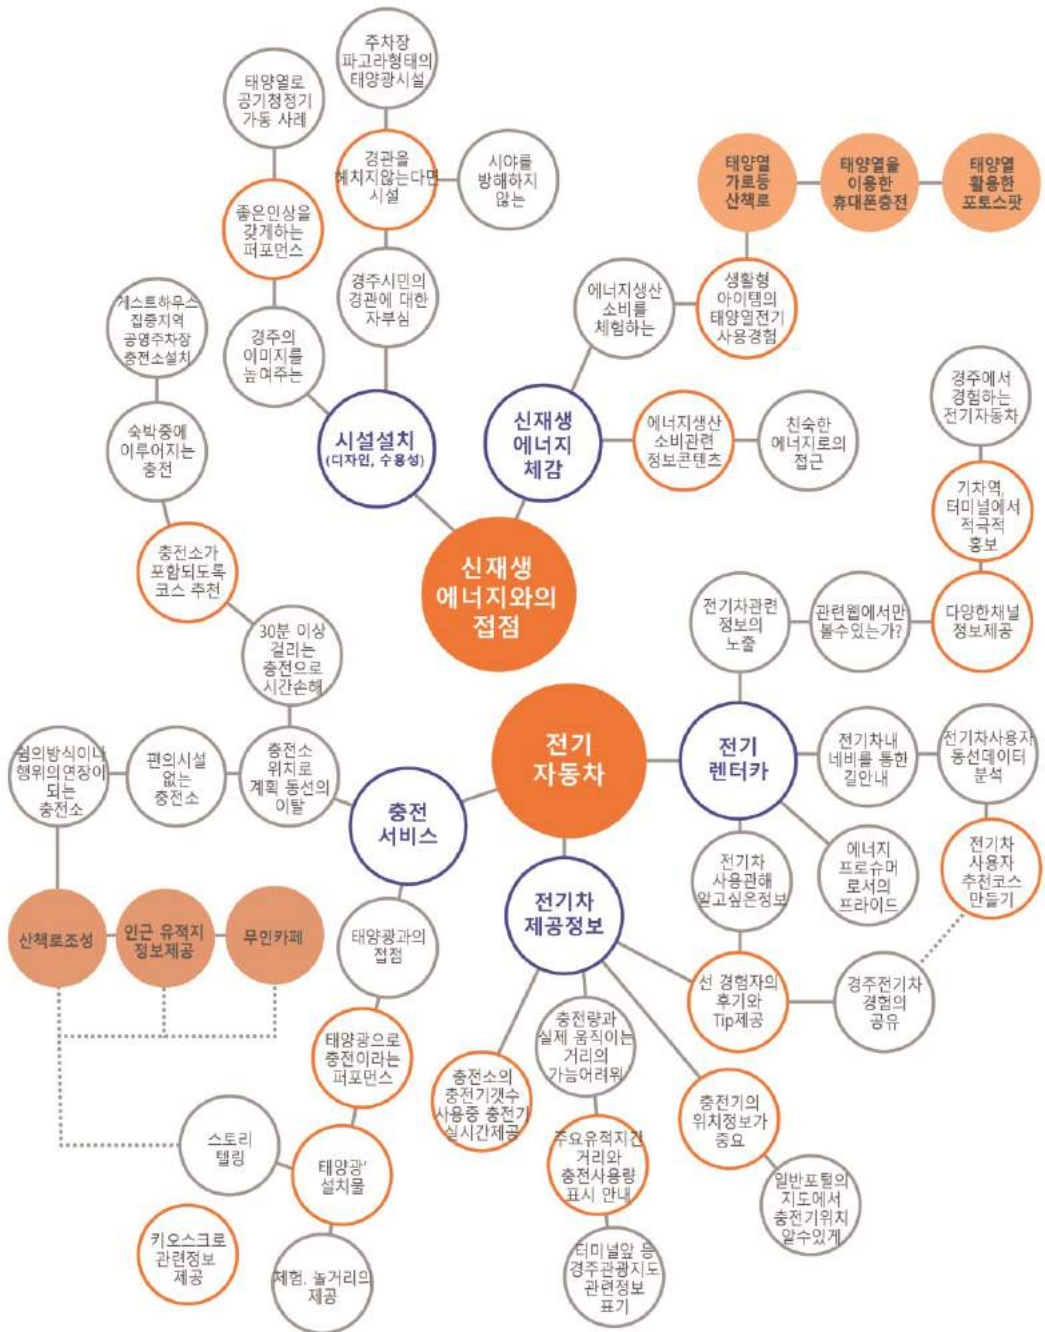 주차장
파고라형태의
태양광시설
태양열로
공기청정기
가동 사례
경관을
헤치지않는다면
시설
시야를
방해하지
않는
좋은인상을
갖게하는
퍼포먼스
경주시민의
경관에 대한
자부심
경주의
이미지를
높여주는
게스트하우스
집중지역
공영주차장
충전소설치
숙박중에
이루어지는
충전
충전소가
포함되도록
코스 추천
30분 이상
걸리는
충전으로
시간손해
시설설치
(디자인, 수용성)
신재생
에너지
체감
신재생
에너지와의
접점
태양열
가로등
산책로
태양열을
이용한
휴대폰충전
태양열
활용한
포토스팟
에너지생산
소비를
체험하는
생활형
아이템의
태양열전기
사용경험
에너지생산
소비관련
정보콘텐츠
친숙한
에너지로의
접근
경주에서
경험하는
전기자동차
기차역,
터미널에서
적극적
홍보
전기차관련
정보의
노출
관련웹에서만
볼수있는가?
다양한채널
정보제공
쉼의방식이나
행위의연장이
되는
충전소
편의시설
없는
충전소
충전소
위치로
계획 동선의
이탈
충전
서비스
전기
자동차
전기
렌터카
전기차내
네비를 통한
길안내
전기차사용자
동선데이터
분석
전기차
사용관해
알고싶은정보
에너지
프로슈머
로서의
프라이드
전기차
사용자
추천코스
만들기
산책로조성
인근 유적지
정보제공
무인카페
태양광과의
접점
전기차
제공정보
선 경험자의
후기와
Tip제공
경주전기차
경험의
공유
태양광으로
충전이라는
퍼포먼스
충전소의
충전기갯수
사용중 충전기
실시간제공
충전량과
실제 움직이는
거리의
가늠어려워
충전기의
위치정보가
중요
스토리
텔링
태양광'
설치물
주요유적지간
거리와
충전사용량
표시 안내
일반포털의
지도에서
충전기위치
알수있게
키오스크로
관련정보
제공
체험, 놀거리의
제공
터미널앞 등
경주관광지도
관련정보
표기